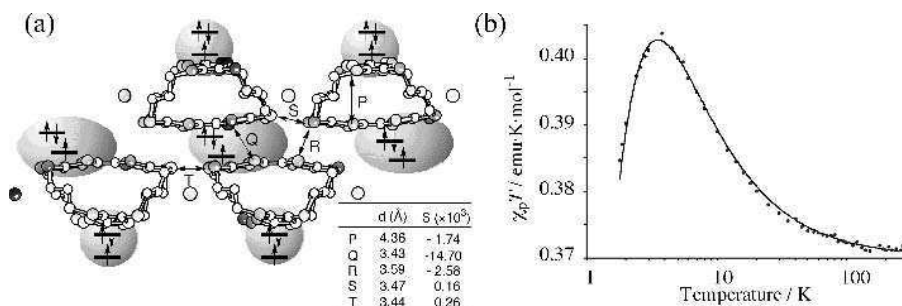 (a)
S
P
Q
R
T
d (Å) S (×10³)
P 4.36 - 1.74
Q 3.43 -14.70
R 3.59 - 2.58
S 3.47 0.16
T 3.44 0.26
(b)
χₚT / emu·K·mol⁻¹
0.40
0.39
0.38
0.37
1 10 100
Temperature / K